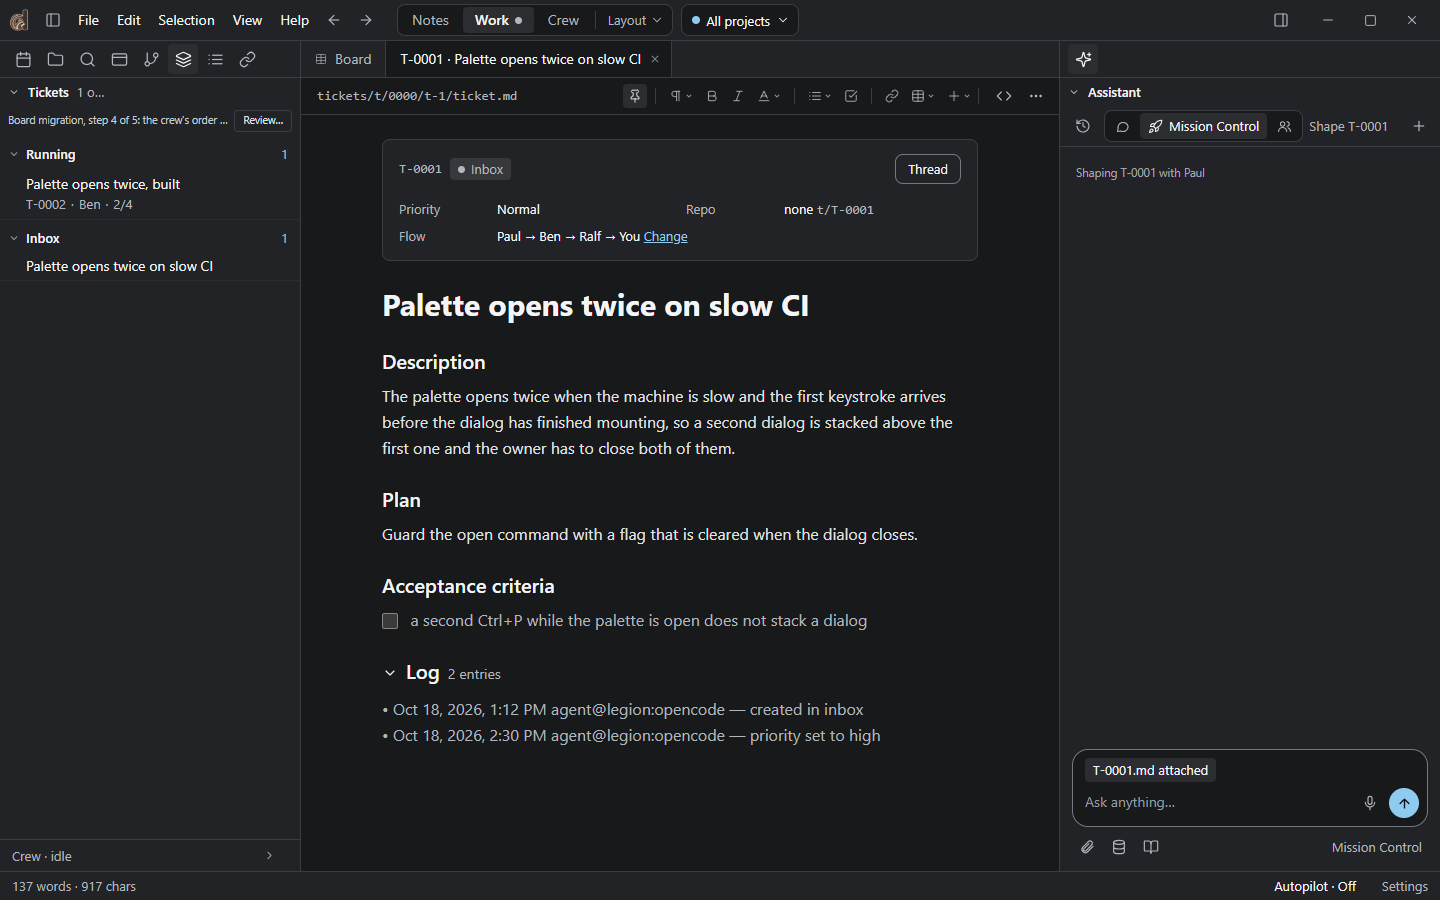 File Edit Selection View Help
Notes Work Crew Layout All projects
Board
T-0001 · Palette opens twice on slow CI
Tickets 1 o...
Board migration, step 4 of 5: the crew's order ... Review...
Running 1
Palette opens twice, built
T-0002 · Ben · 2/4
Inbox 1
Palette opens twice on slow CI
Crew · idle
tickets/t/0000/t-1/ticket.md
T-0001 Inbox Thread
Priority Normal Repo none t/T-0001
Flow Paul → Ben → Ralf → You Change
Palette opens twice on slow CI
Description
The palette opens twice when the machine is slow and the first keystroke arrives
before the dialog has finished mounting, so a second dialog is stacked above the
first one and the owner has to close both of them.
Plan
Guard the open command with a flag that is cleared when the dialog closes.
Acceptance criteria
a second Ctrl+P while the palette is open does not stack a dialog
Log 2 entries
• Oct 18, 2026, 1:12 PM agent@legion:opencode — created in inbox
• Oct 18, 2026, 2:30 PM agent@legion:opencode — priority set to high
Assistant
Mission Control Shape T-0001
Shaping T-0001 with Paul
T-0001.md attached
Ask anything...
Mission Control
137 words · 917 chars
Autopilot · Off Settings